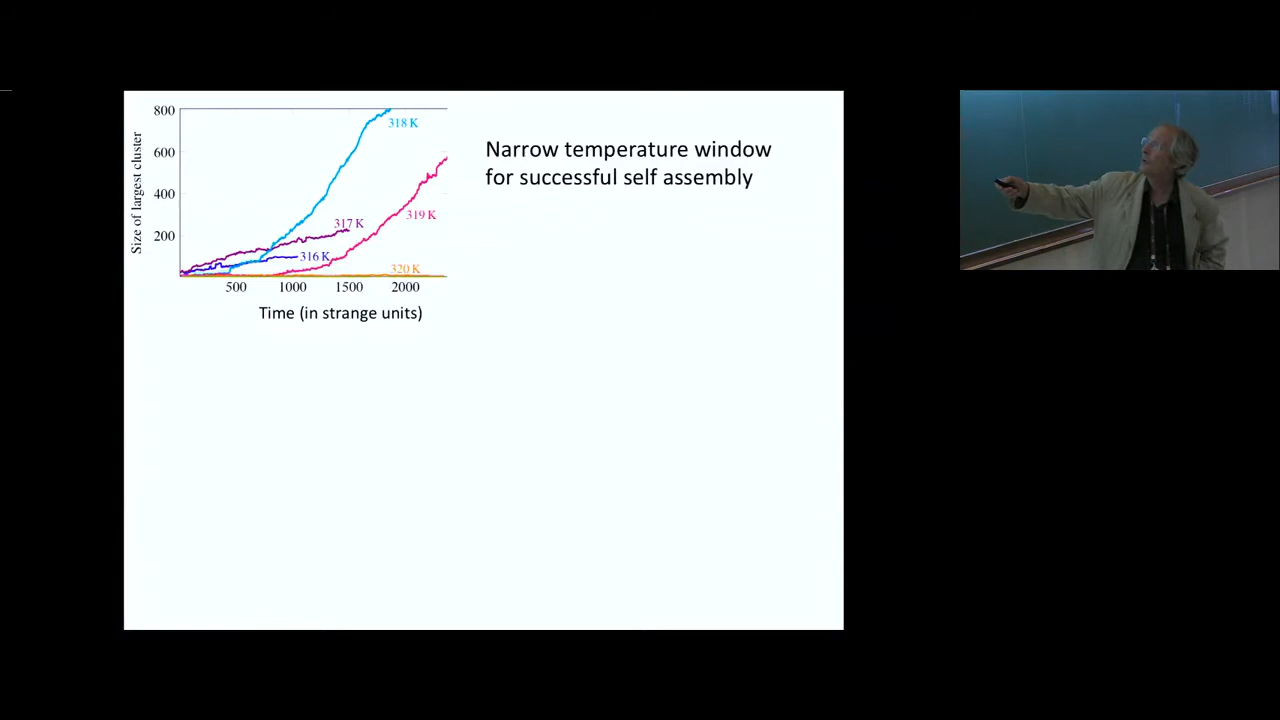 800
600
400
200
Size of largest cluster
318 K
317 K
319 K
316 K
320 K
500 1000 1500 2000
Time (in strange units)
Narrow temperature window
for successful self assembly